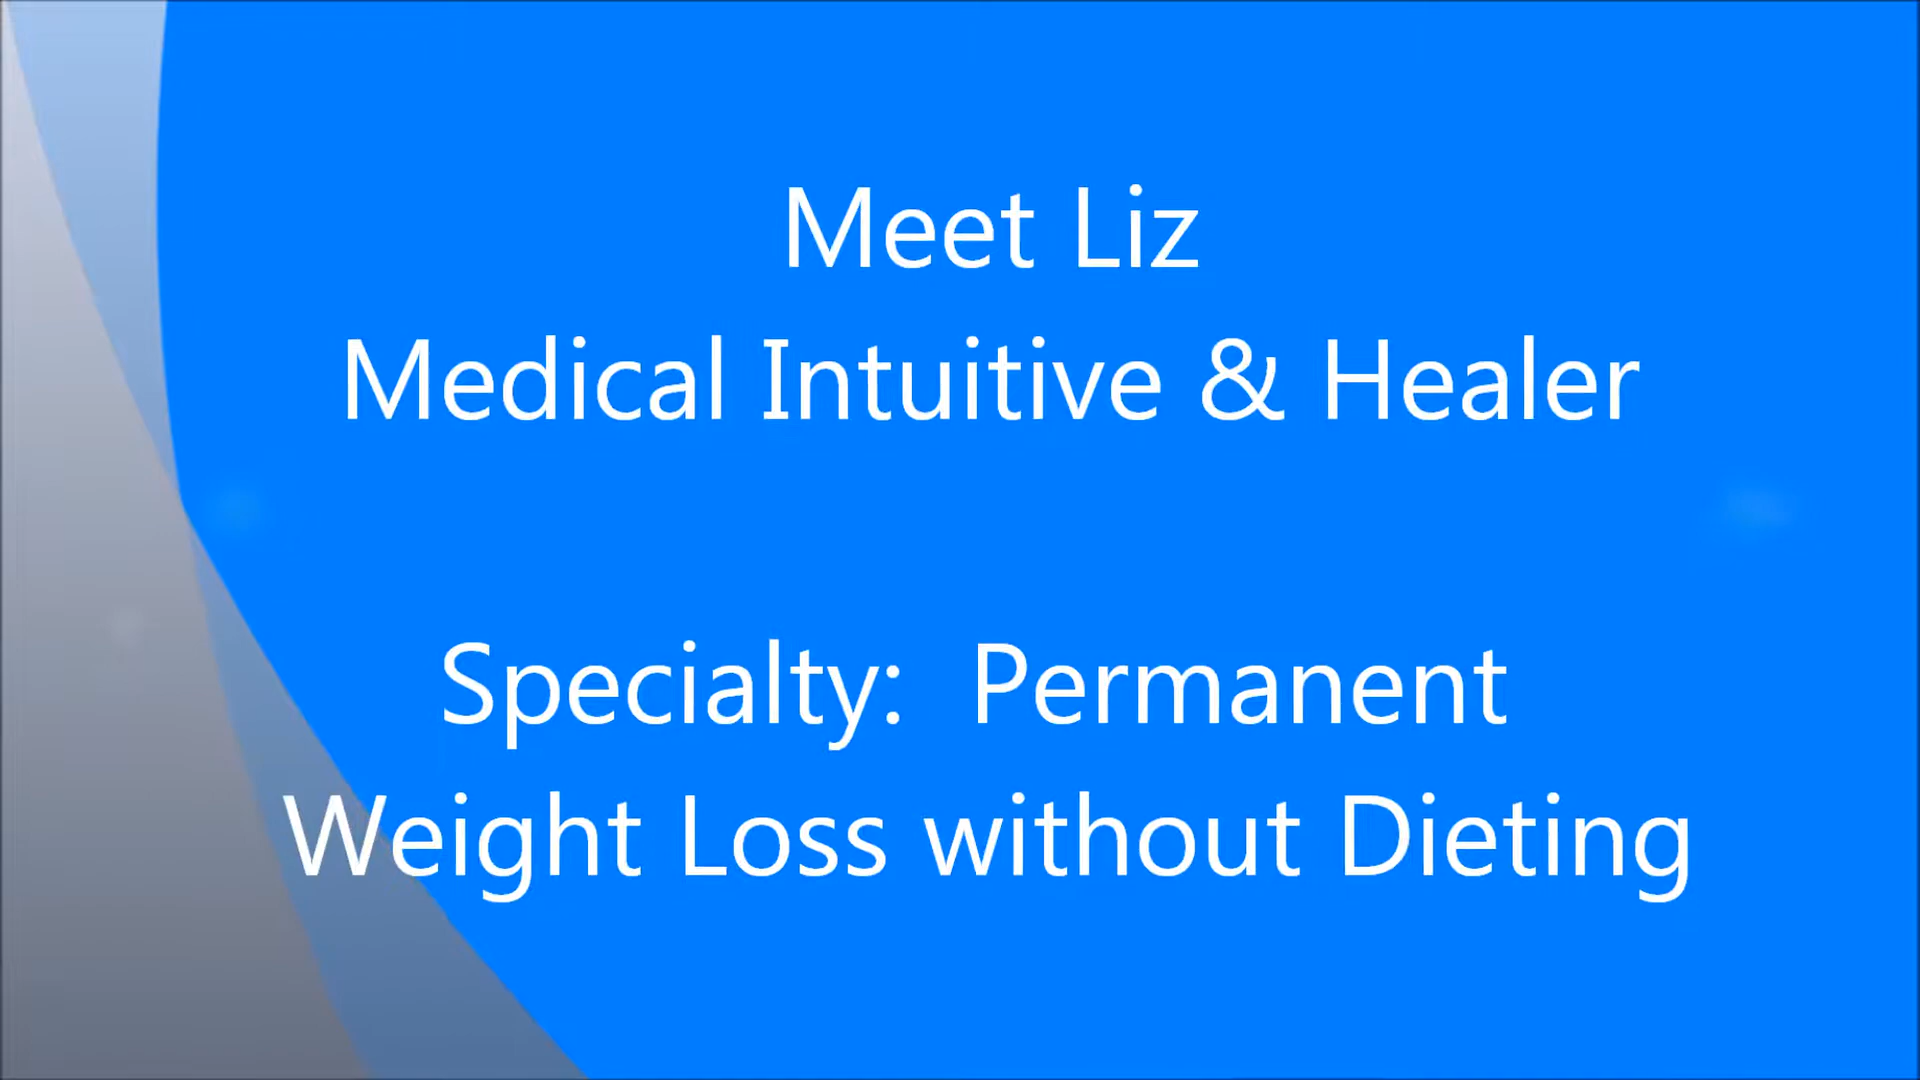 Meet Liz
Medical Intuitive & Healer
Specialty:  Permanent
Weight Loss without Dieting